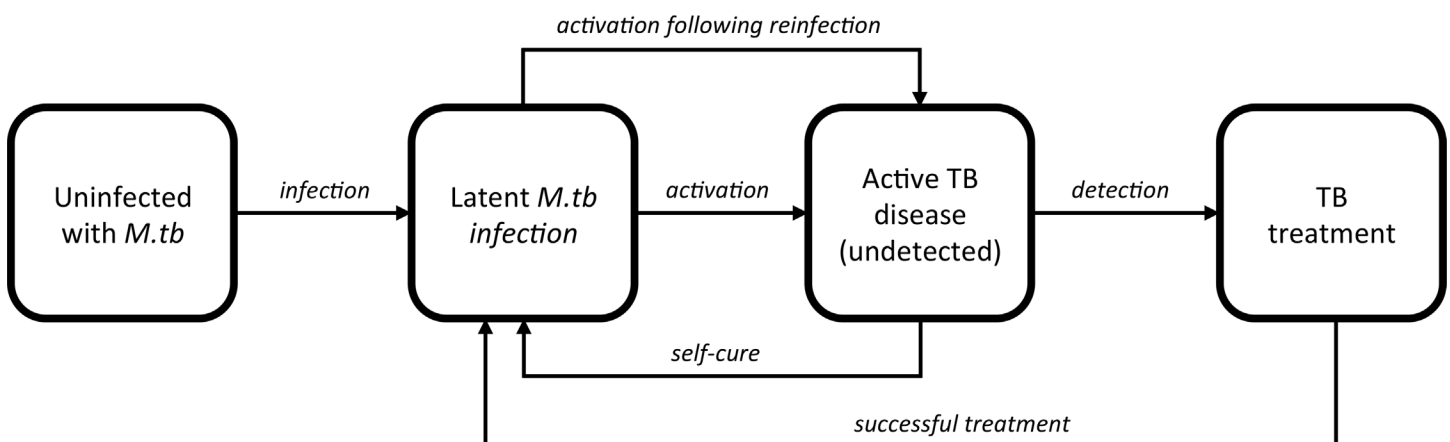 activation following reinfection
Uninfected
with M.tb
infection
Latent M.tb
infection
activation
Active TB
disease
(undetected)
detection
TB
treatment
self-cure
successful treatment